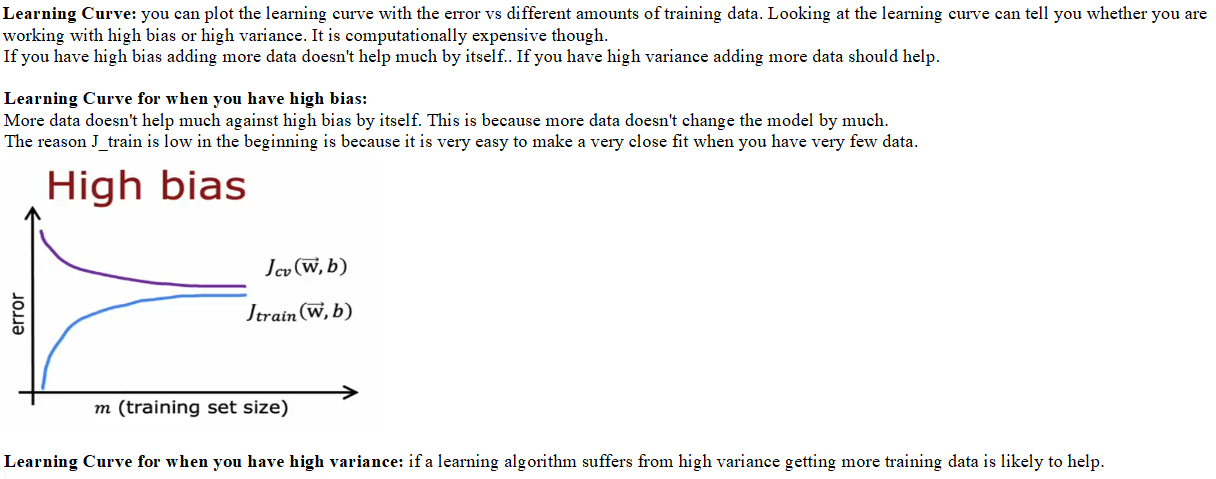 Learning Curve: you can plot the learning curve with the error vs different amounts of training data. Looking at the learning curve can tell you whether you are
working with high bias or high variance. It is computationally expensive though.
If you have high bias adding more data doesn't help much by itself.. If you have high variance adding more data should help.
Learning Curve for when you have high bias:
More data doesn't help much against high bias by itself. This is because more data doesn't change the model by much.
The reason J_train is low in the beginning is because it is very easy to make a very close fit when you have very few data.
High bias
J_cv(w⃗, b)
J_train(w⃗, b)
error
m (training set size)
Learning Curve for when you have high variance: if a learning algorithm suffers from high variance getting more training data is likely to help.